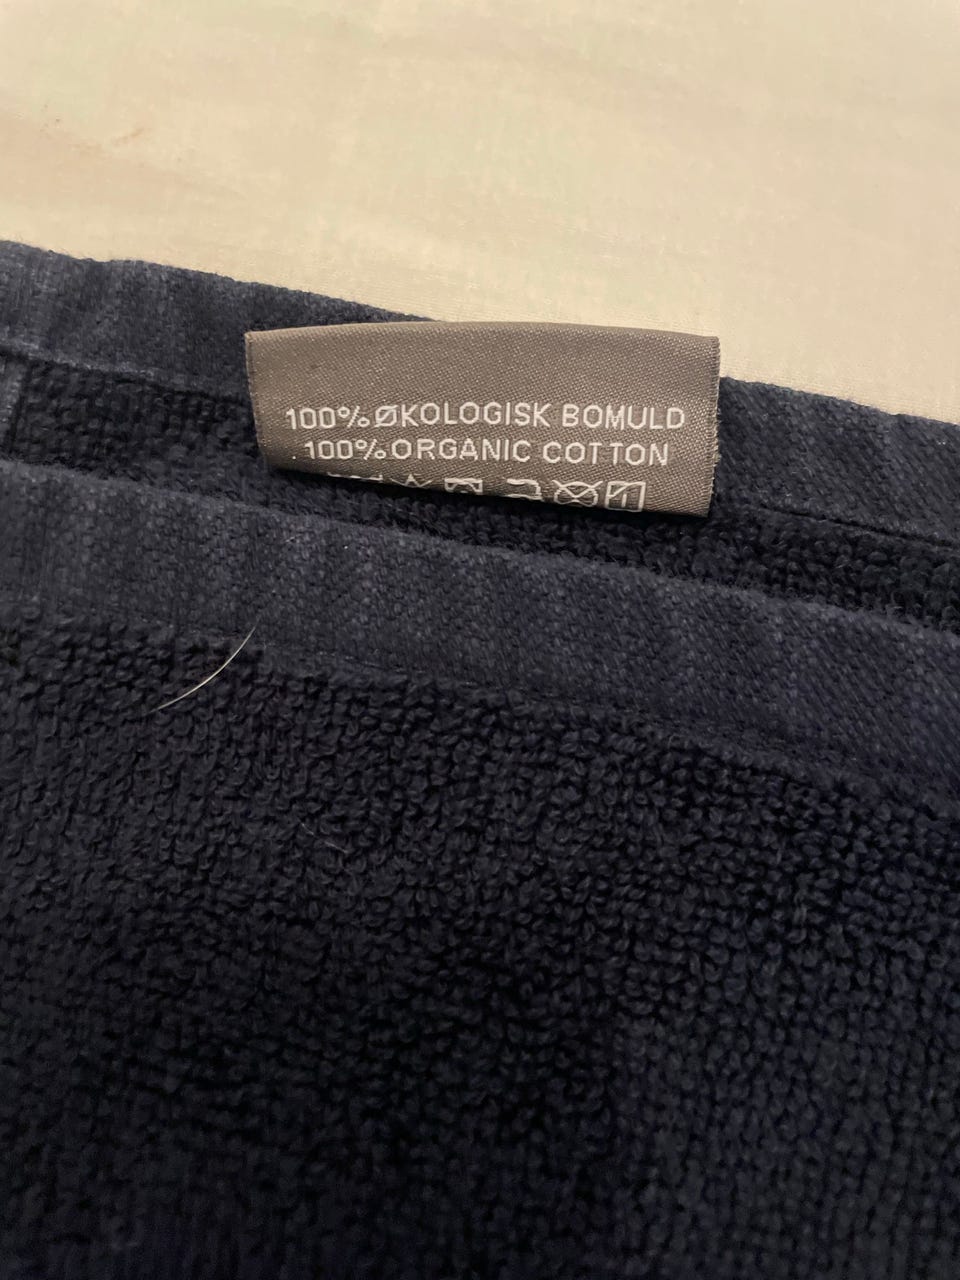 100% ØKOLOGISK BOMULD
100% ORGANIC COTTON